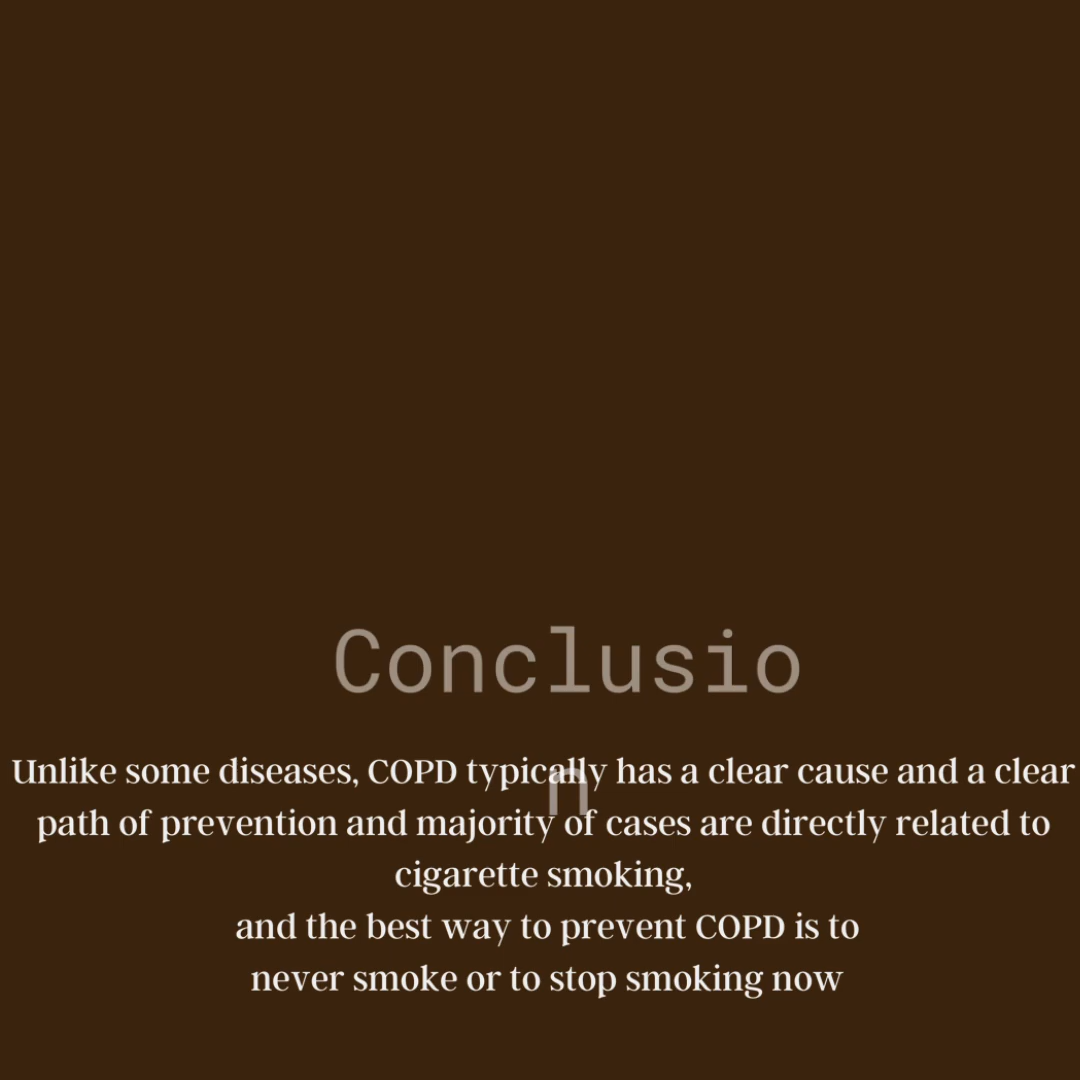 Conclusio
n
Unlike some diseases, COPD typically has a clear cause and a clear
path of prevention and majority of cases are directly related to
cigarette smoking,
and the best way to prevent COPD is to
never smoke or to stop smoking now